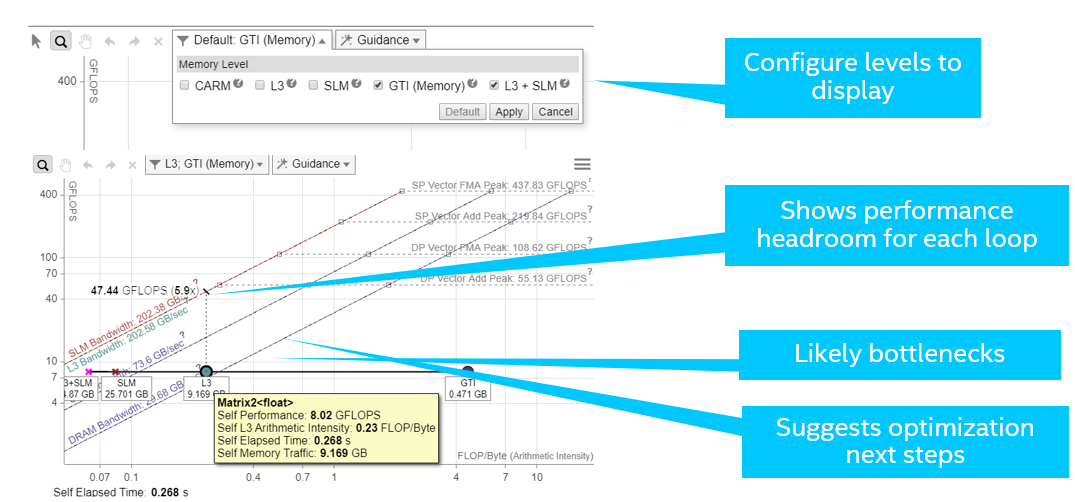 Default: GTI (Memory)
Guidance
Memory Level
CARM
L3
SLM
GTI (Memory)
L3 + SLM
Default
Apply
Cancel
GFLOPS
400
Configure levels to
display
L3; GTI (Memory)
Guidance
GFLOPS
400
100
70
40
10
7
4
SP Vector FMA Peak: 437.83 GFLOPS ?
SP Vector Add Peak: 219.84 GFLOPS ?
DP Vector FMA Peak: 108.62 GFLOPS ?
DP Vector Add Peak: 55.13 GFLOPS ?
47.44 GFLOPS (5.9x)
SLM Bandwidth: 202.38 GB/
L3 Bandwidth: 202.58 GB/sec
73.6 GB/sec ?
DRAM Bandwidth: 29.68 GB/
3+SLM
4.87 GB
SLM
25.701 GB
L3
9.169
GTI
0.471 GB
Matrix2<float>
Self Performance: 8.02 GFLOPS
Self L3 Arithmetic Intensity: 0.23 FLOP/Byte
Self Elapsed Time: 0.268 s
Self Memory Traffic: 9.169 GB
FLOP/Byte (Arithmetic Intensity)
0.07
0.1
0.4
0.7
1
4
7
10
Self Elapsed Time: 0.268 s
Shows performance
headroom for each loop
Likely bottlenecks
Suggests optimization
next steps